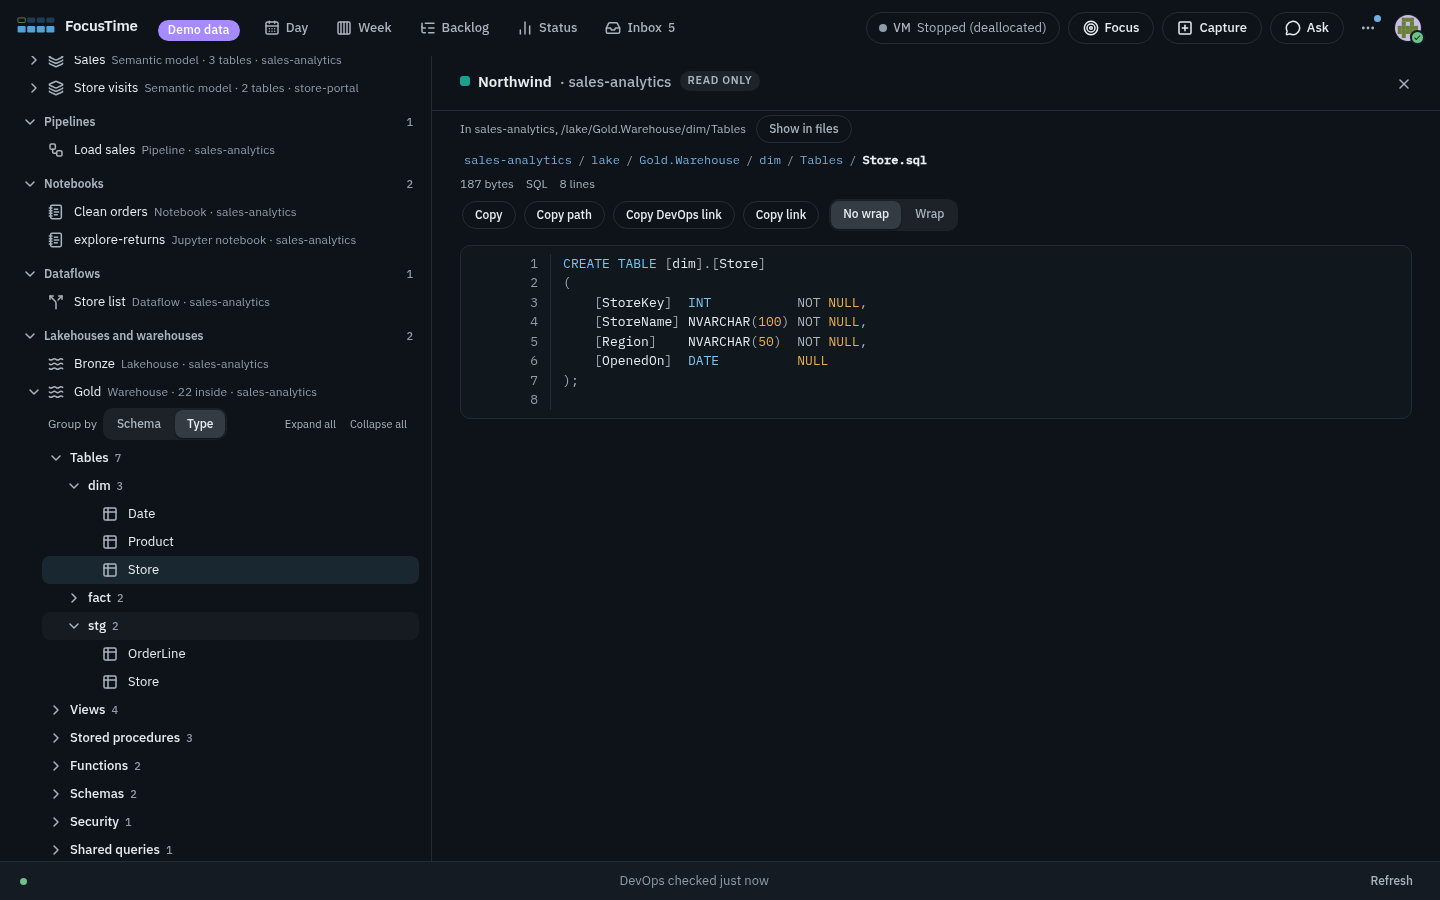 FocusTime
Demo data
Day
Week
Backlog
Status
Inbox 5
VM Stopped (deallocated)
Focus
Capture
Ask
Sales Semantic model · 3 tables · sales-analytics
Store visits Semantic model · 2 tables · store-portal
Pipelines 1
Load sales Pipeline · sales-analytics
Notebooks 2
Clean orders Notebook · sales-analytics
explore-returns Jupyter notebook · sales-analytics
Dataflows 1
Store list Dataflow · sales-analytics
Lakehouses and warehouses 2
Bronze Lakehouse · sales-analytics
Gold Warehouse · 22 inside · sales-analytics
Group by Schema Type Expand all Collapse all
Tables 7
dim 3
Date
Product
Store
fact 2
stg 2
OrderLine
Store
Views 4
Stored procedures 3
Functions 2
Schemas 2
Security 1
Shared queries 1
Northwind · sales-analytics READ ONLY
In sales-analytics, /lake/Gold.Warehouse/dim/Tables Show in files
sales-analytics / lake / Gold.Warehouse / dim / Tables / Store.sql
187 bytes SQL 8 lines
Copy Copy path Copy DevOps link Copy link No wrap Wrap
1 CREATE TABLE [dim].[Store]
2 (
3 [StoreKey] INT NOT NULL,
4 [StoreName] NVARCHAR(100) NOT NULL,
5 [Region] NVARCHAR(50) NOT NULL,
6 [OpenedOn] DATE NULL
7 );
8
DevOps checked just now
Refresh